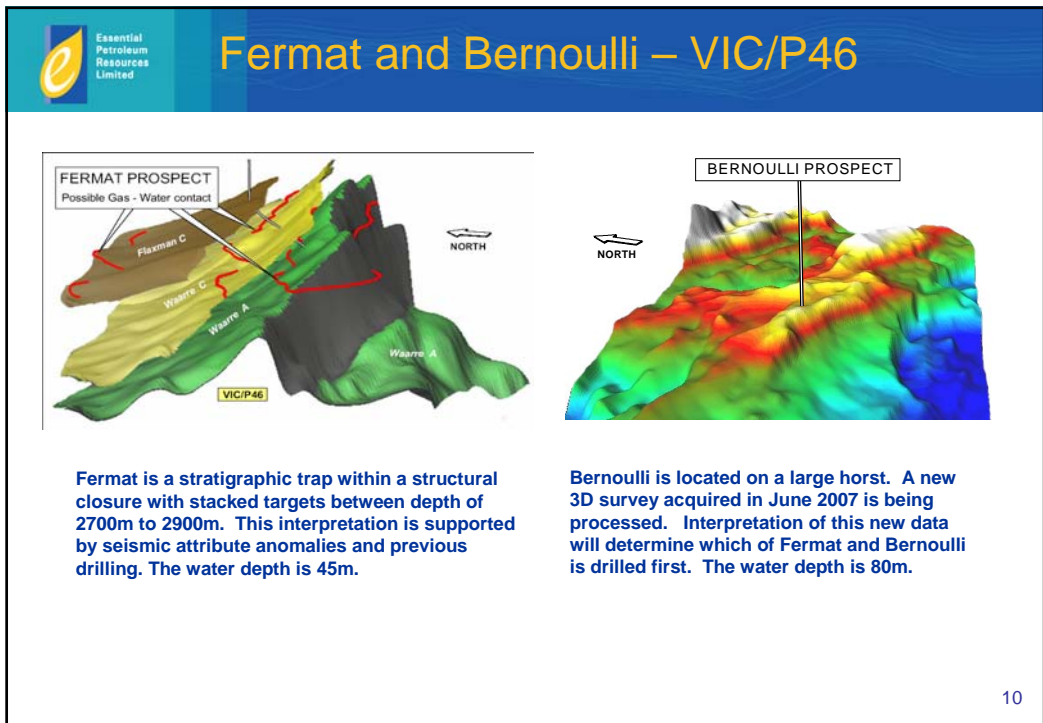 Essential
Petroleum
Resources
Limited
Fermat and Bernoulli – VIC/P46
FERMAT PROSPECT
Possible Gas - Water contact
Flaxman C
Waarre C
Waarre A
Waarre A
VIC/P46
NORTH
BERNOULLI PROSPECT
NORTH
Fermat is a stratigraphic trap within a structural
closure with stacked targets between depth of
2700m to 2900m. This interpretation is supported
by seismic attribute anomalies and previous
drilling. The water depth is 45m.
Bernoulli is located on a large horst. A new
3D survey acquired in June 2007 is being
processed. Interpretation of this new data
will determine which of Fermat and Bernoulli
is drilled first. The water depth is 80m.
10